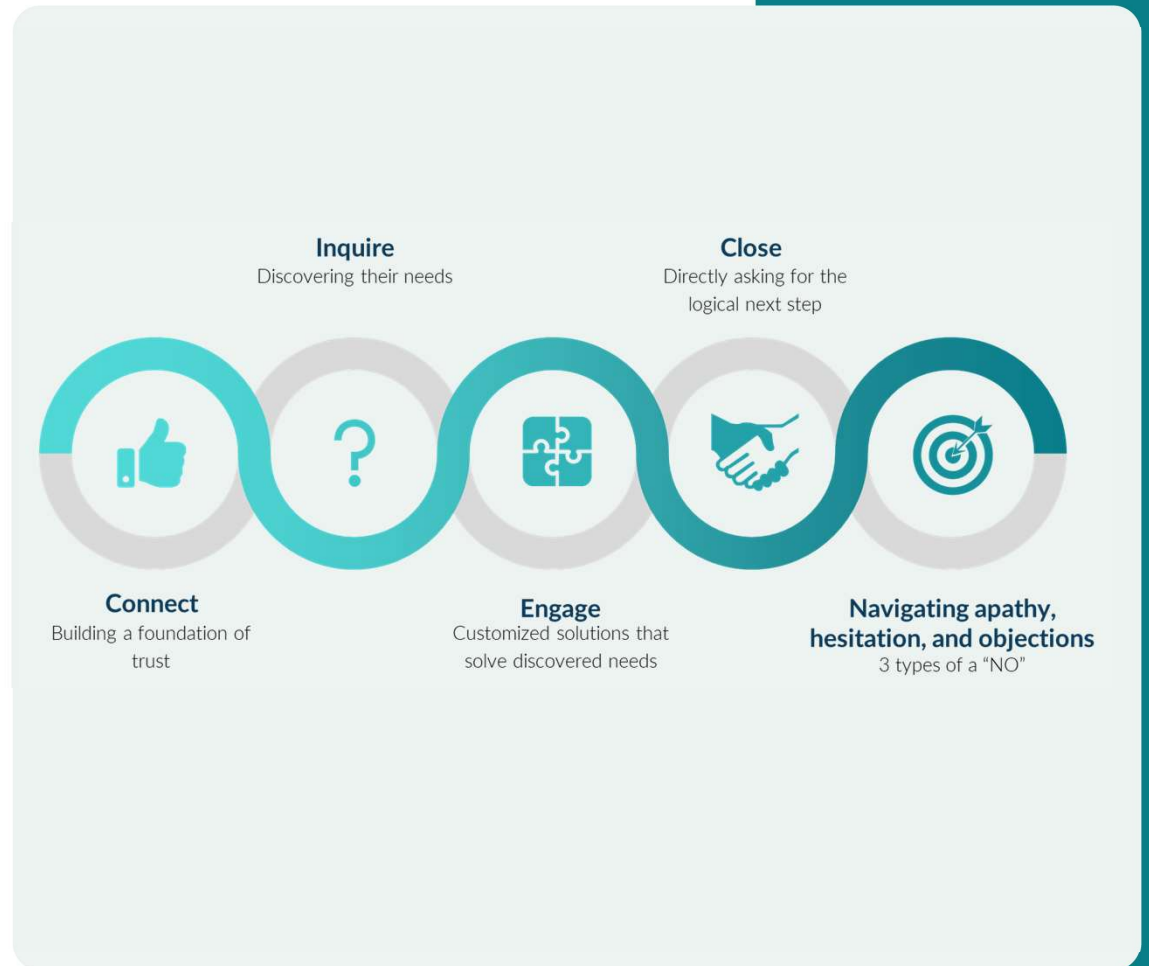 Inquire
Discovering their needs
Close
Directly asking for the
logical next step
Connect
Building a foundation of
trust
Engage
Customized solutions that
solve discovered needs
Navigating apathy,
hesitation, and objections
3 types of a “NO”